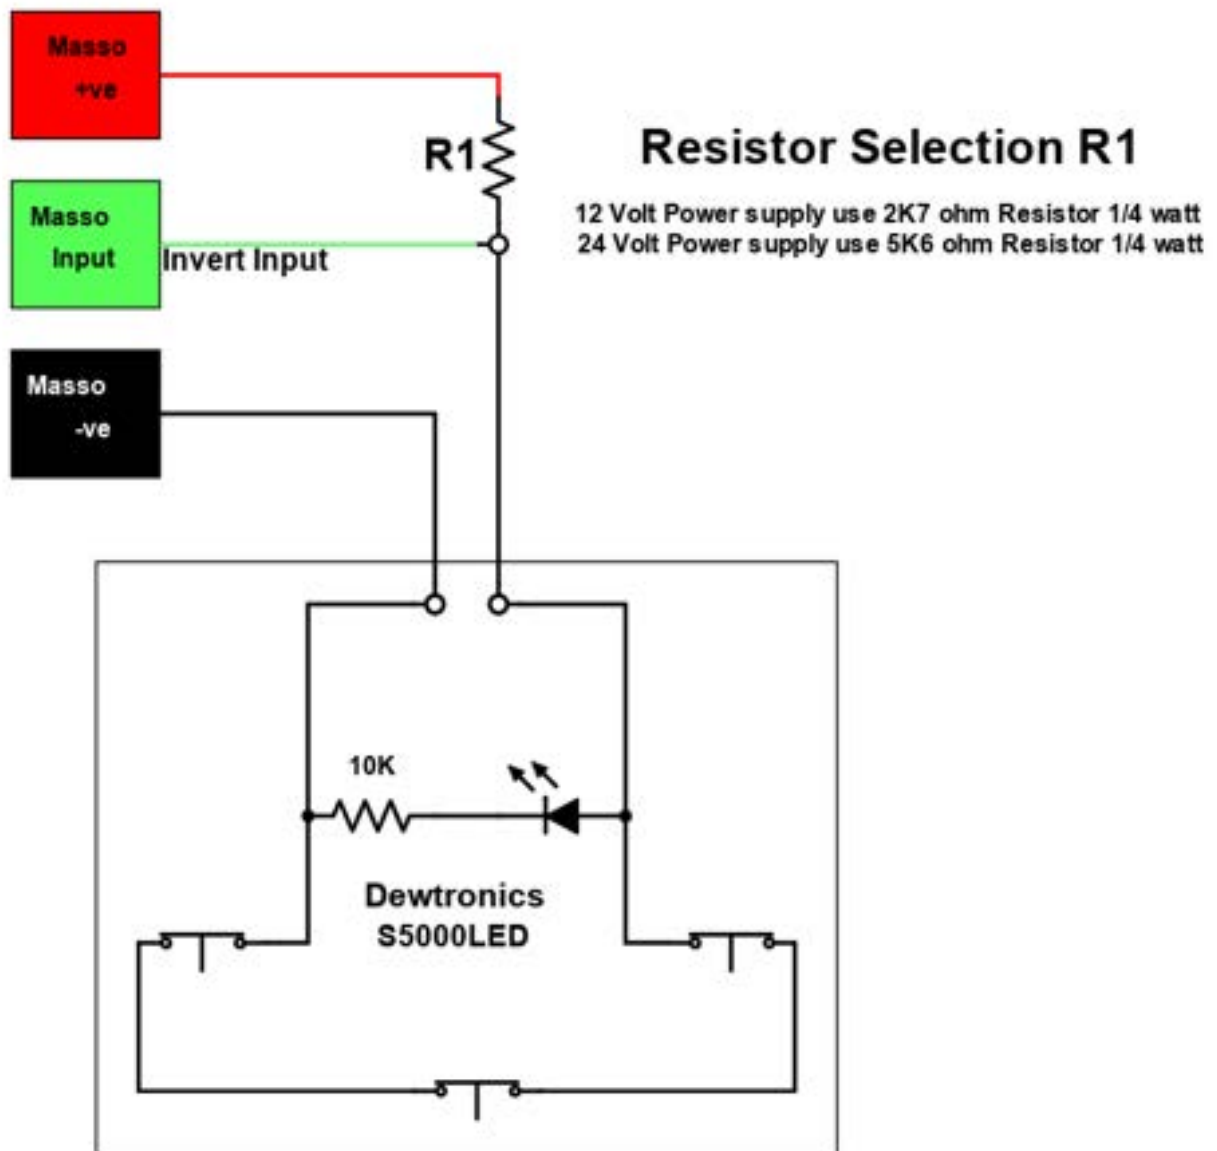 Masso
+ve
R1
Resistor Selection R1
12 Volt Power supply use 2K7 ohm Resistor 1/4 watt
24 Volt Power supply use 5K6 ohm Resistor 1/4 watt
Masso
Input
Invert Input
Masso
-ve
10K
Dewtronics
S5000LED